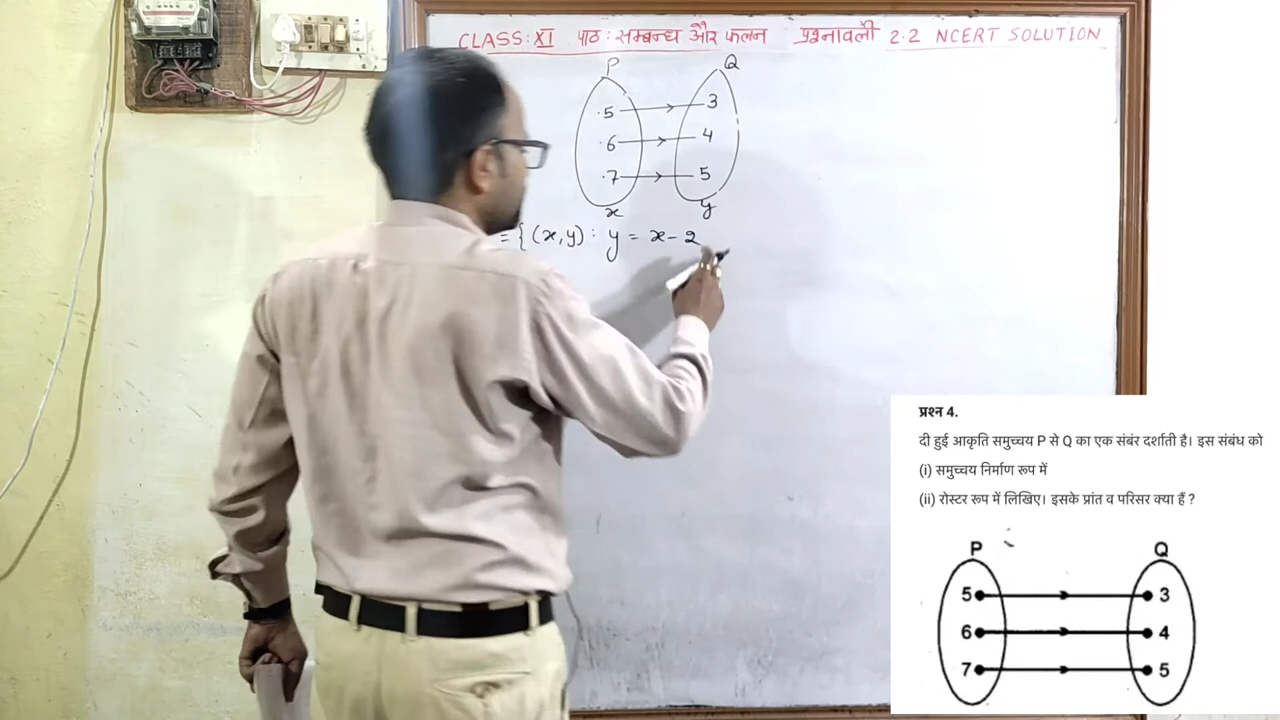 CLASS: XI पाठ: सम्बन्ध और फलन प्रश्नावली 2.2 NCERT SOLUTION
P Q
.5 3
.6 4
.7 5
x y
= { (x,y) : y = x - 2
प्रश्न 4.
दी हुई आकृति समुच्चय P से Q का एक संबंर दर्शाती है। इस संबंध को
(i) समुच्चय निर्माण रूप में
(ii) रोस्टर रूप में लिखिए। इसके प्रांत व परिसर क्या हैं ?
P Q
5 3
6 4
7 5